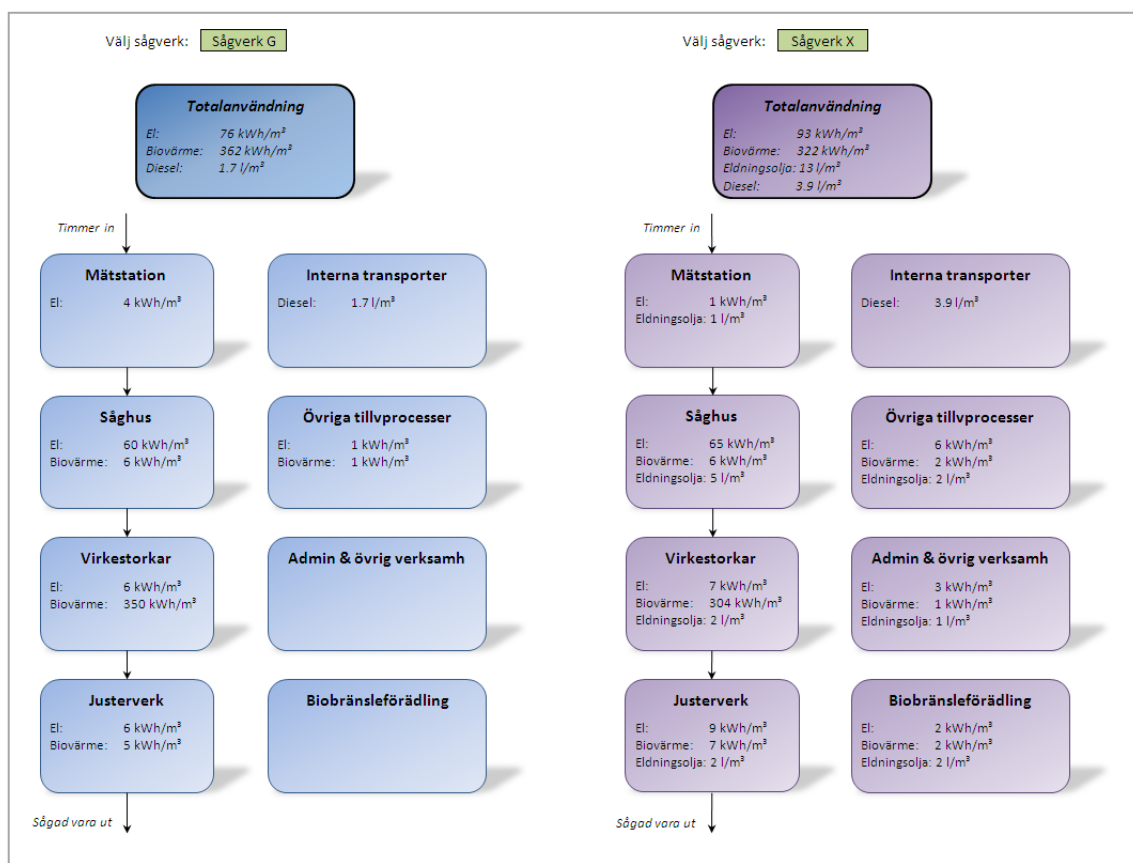 Välj sågverk: Sågverk G
Totalanvändning
El: 76 kWh/m³
Biovärme: 362 kWh/m³
Diesel: 1.7 l/m³
Timmer in
Mätstation
El: 4 kWh/m³
Interna transporter
Diesel: 1.7 l/m³
Såghus
El: 60 kWh/m³
Biovärme: 6 kWh/m³
Övriga tillvprocesser
El: 1 kWh/m³
Biovärme: 1 kWh/m³
Virkestorkar
El: 6 kWh/m³
Biovärme: 350 kWh/m³
Admin & övrig verksamh
Justerverk
El: 6 kWh/m³
Biovärme: 5 kWh/m³
Biobränsleförädling
Sågad vara ut
Välj sågverk: Sågverk X
Totalanvändning
El: 93 kWh/m³
Biovärme: 322 kWh/m³
Eldningsolja: 13 l/m³
Diesel: 3.9 l/m³
Timmer in
Mätstation
El: 1 kWh/m³
Eldningsolja: 1 l/m³
Interna transporter
Diesel: 3.9 l/m³
Såghus
El: 65 kWh/m³
Biovärme: 6 kWh/m³
Eldningsolja: 5 l/m³
Övriga tillvprocesser
El: 6 kWh/m³
Biovärme: 2 kWh/m³
Eldningsolja: 2 l/m³
Virkestorkar
El: 7 kWh/m³
Biovärme: 304 kWh/m³
Eldningsolja: 2 l/m³
Admin & övrig verksamh
El: 3 kWh/m³
Biovärme: 1 kWh/m³
Eldningsolja: 1 l/m³
Justerverk
El: 9 kWh/m³
Biovärme: 7 kWh/m³
Eldningsolja: 2 l/m³
Biobränsleförädling
El: 2 kWh/m³
Biovärme: 2 kWh/m³
Eldningsolja: 2 l/m³
Sågad vara ut